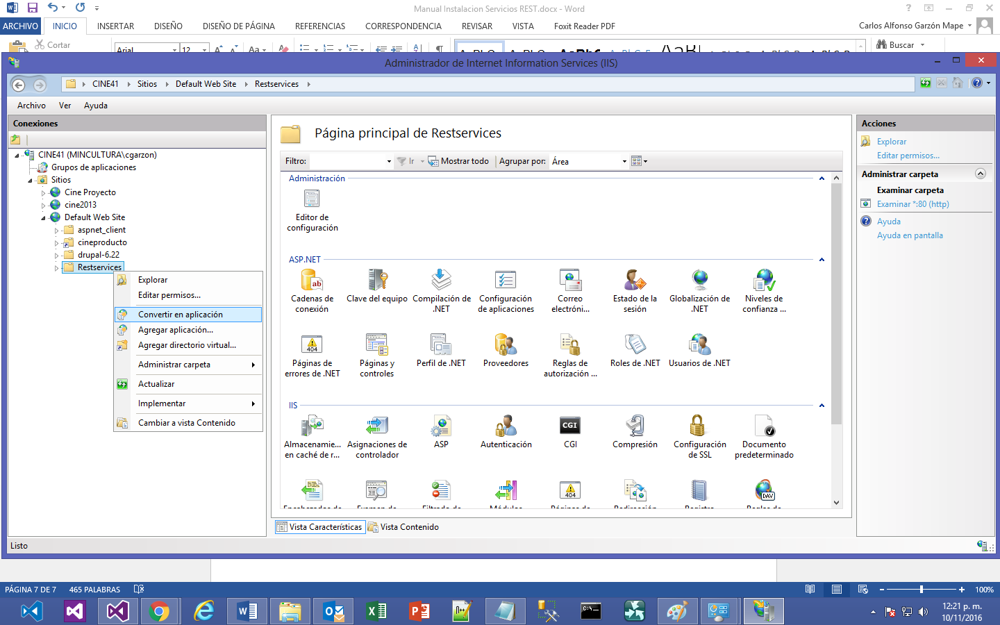 Manual Instalacion Servicios REST.docx - Word
ARCHIVO INICIO INSERTAR DISEÑO DISEÑO DE PÁGINA REFERENCIAS CORRESPONDENCIA REVISAR VISTA Foxit Reader PDF Carlos Alfonso Garzón Mape
Cortar Arial 12 Buscar
Administrador de Internet Information Services (IIS)
CINE41 Sitios Default Web Site Restservices
Archivo Ver Ayuda
Conexiones
CINE41 (MINCULTURA\cgarzon)
Grupos de aplicaciones
Sitios
Cine Proyecto
cine2013
Default Web Site
aspnet_client
cineproducto
drupal-6.22
Restservices
Explorar
Editar permisos...
Convertir en aplicación
Agregar aplicación...
Agregar directorio virtual...
Administrar carpeta
Actualizar
Implementar
Cambiar a vista Contenido
Página principal de Restservices
Filtro: Ir Mostrar todo Agrupar por: Área
Administración
Editor de
configuración
ASP.NET
Cadenas de conexión
Clave del equipo
Compilación de .NET
Configuración de aplicaciones
Correo electróni...
Estado de la sesión
Globalización de .NET
Niveles de confianza ...
Páginas de errores de .NET
Páginas y controles
Perfil de .NET
Proveedores
Reglas de autorización ...
Roles de .NET
Usuarios de .NET
IIS
Almacenamie... en caché de r...
Asignaciones de controlador
ASP
Autenticación
CGI
Compresión
Configuración de SSL
Documento predeterminado
Vista Características Vista Contenido
Acciones
Explorar
Editar permisos...
Administrar carpeta
Examinar carpeta
Examinar *:80 (http)
Ayuda
Ayuda en pantalla
Listo
PÁGINA 7 DE 7 465 PALABRAS 100%
12:21 p. m.
10/11/2016